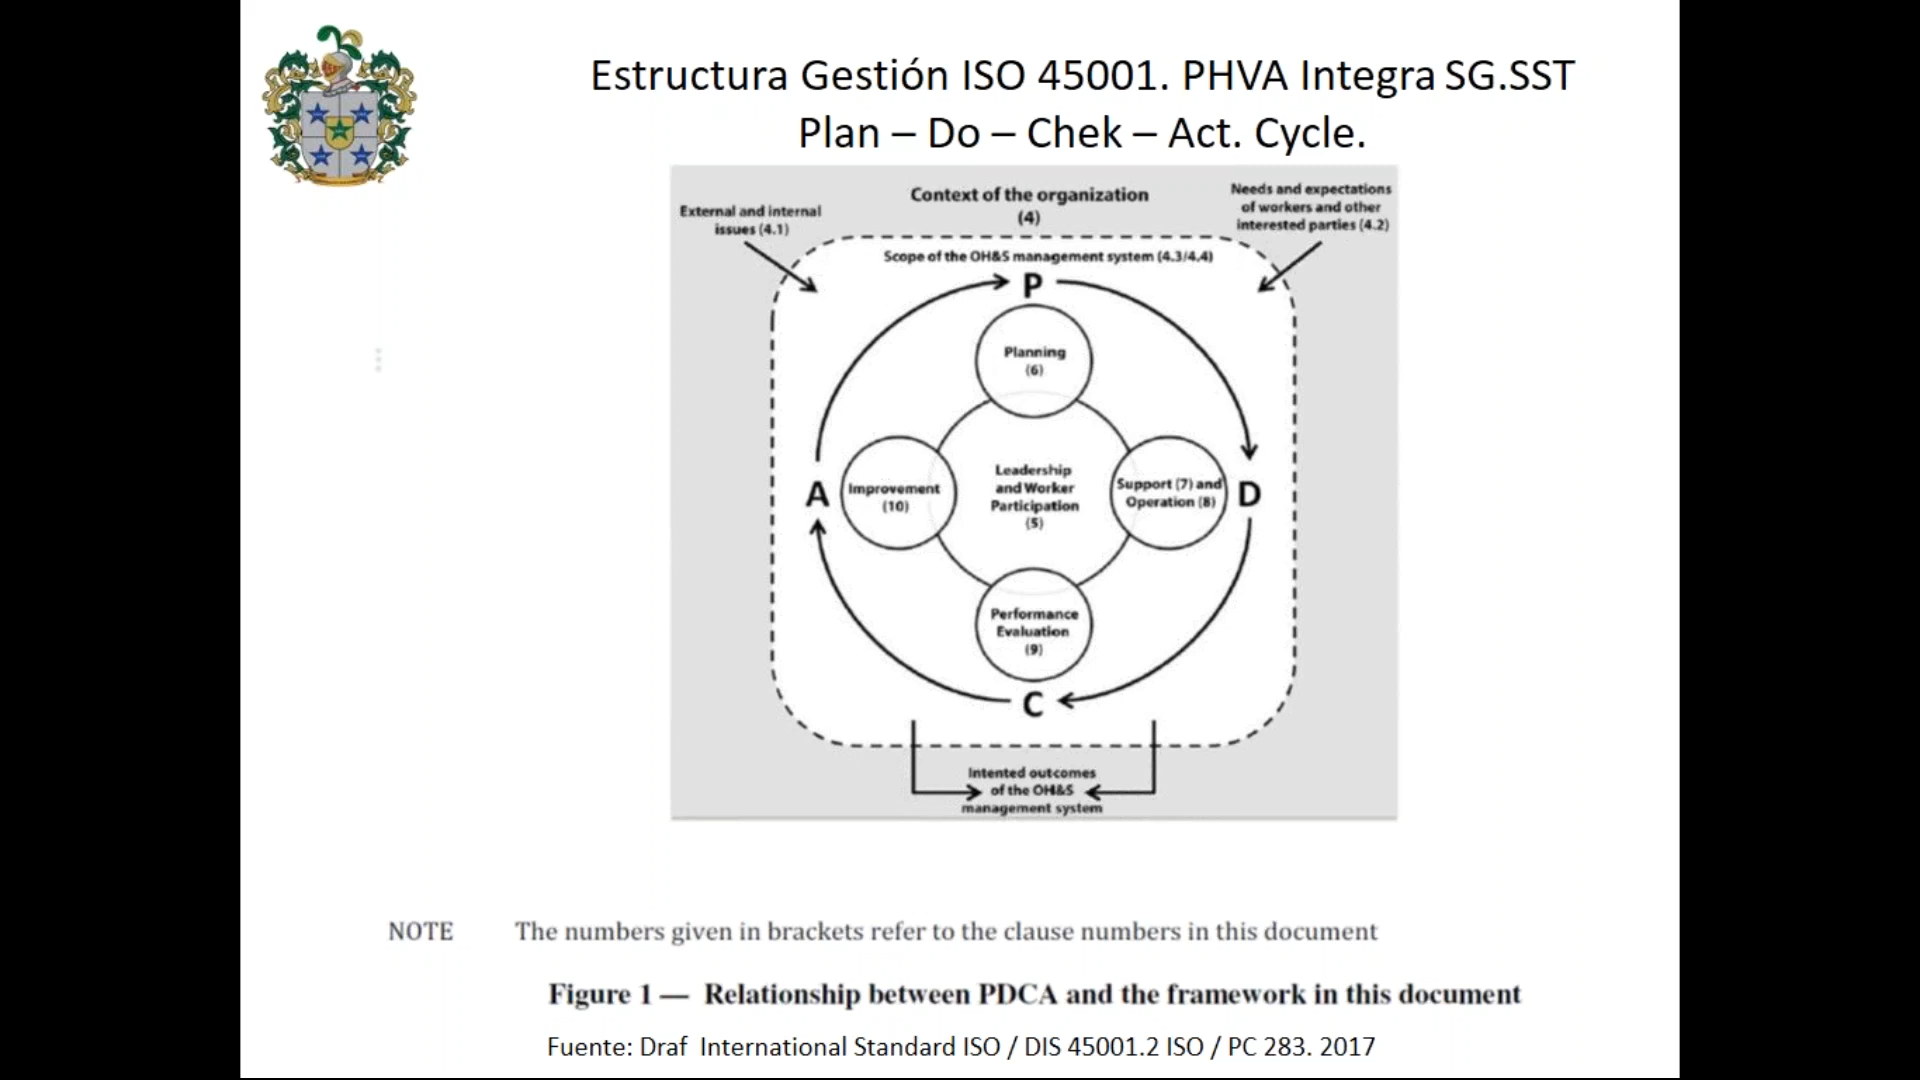 Estructura Gestión ISO 45001. PHVA Integra SG.SST
Plan – Do – Chek – Act. Cycle.
Context of the organization
(4)
External and internal
issues (4.1)
Needs and expectations
of workers and other
interested parties (4.2)
Scope of the OH&S management system (4.3/4.4)
P
Planning
(6)
A
Improvement
(10)
Leadership
and Worker
Participation
(5)
Support (7) and
Operation (8)
D
Performance
Evaluation
(9)
C
Intented outcomes
of the OH&S
management system
NOTE The numbers given in brackets refer to the clause numbers in this document
Figure 1 — Relationship between PDCA and the framework in this document
Fuente: Draf International Standard ISO / DIS 45001.2 ISO / PC 283. 2017